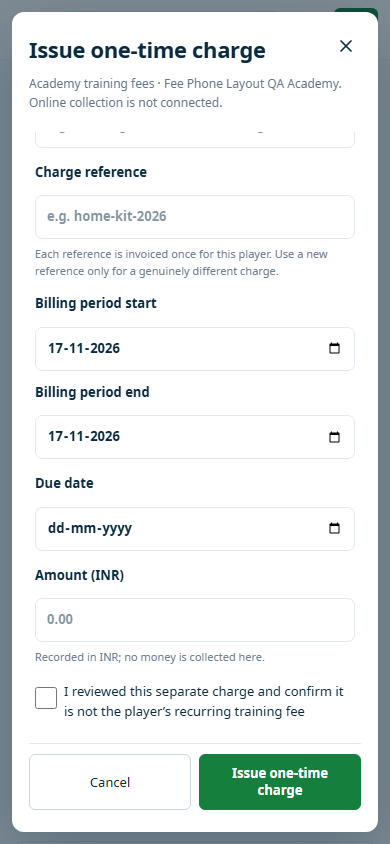 Issue one-time charge
Academy training fees · Fee Phone Layout QA Academy.
Online collection is not connected.
Charge reference
e.g. home-kit-2026
Each reference is invoiced once for this player. Use a new
reference only for a genuinely different charge.
Billing period start
17-11-2026
Billing period end
17-11-2026
Due date
dd-mm-yyyy
Amount (INR)
0.00
Recorded in INR; no money is collected here.
I reviewed this separate charge and confirm it
is not the player’s recurring training fee
Cancel
Issue one-time
charge